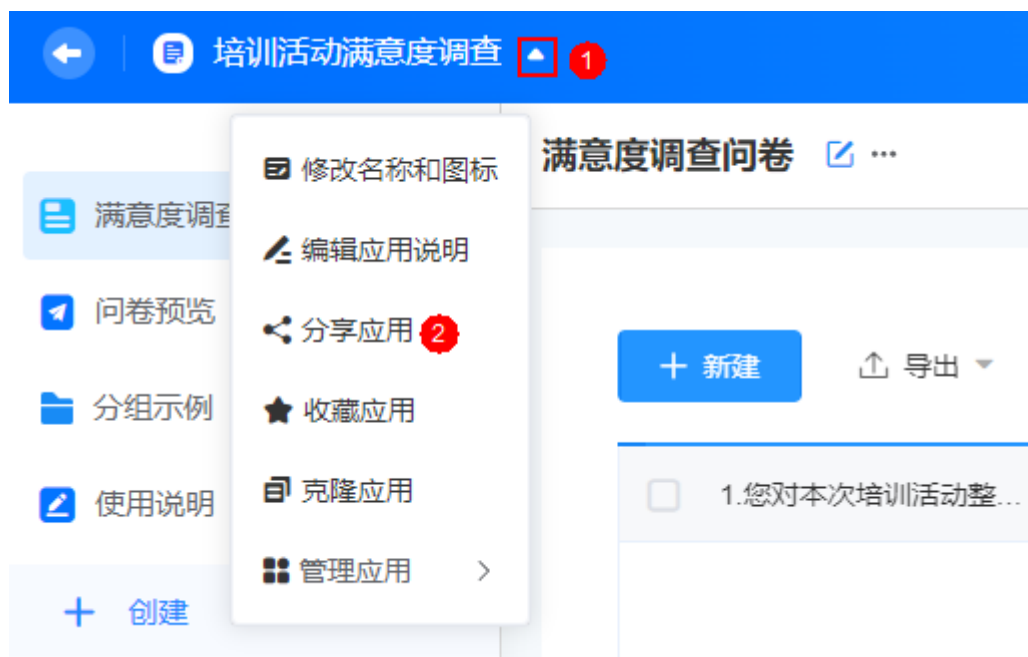 培训活动满意度调查 1
修改名称和图标
编辑应用说明
分享应用 2
收藏应用
克隆应用
管理应用
满意度调查
问卷预览
分组示例
使用说明
创建
满意度调查问卷 ...
新建 导出
1.您对本次培训活动整...